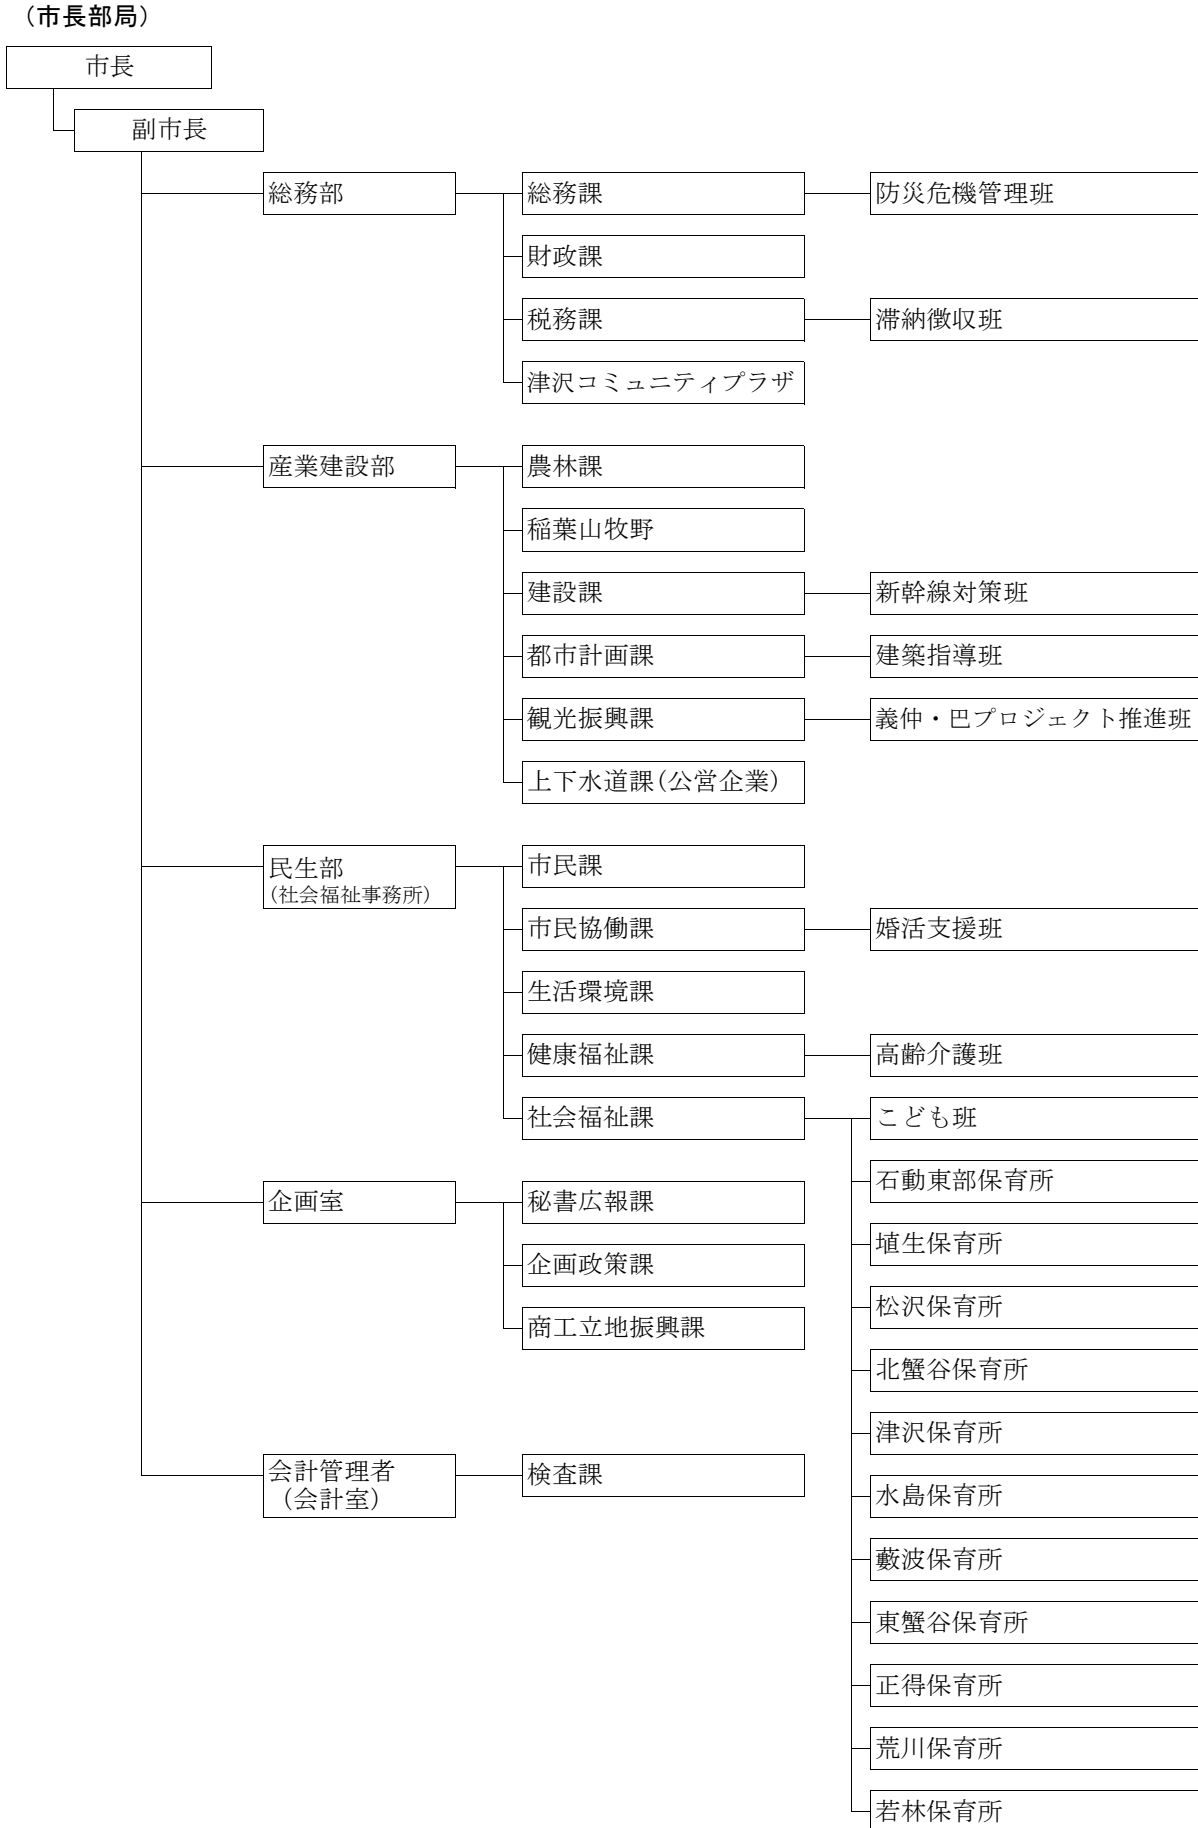 （市長部局）
市長
副市長
総務部
総務課
防災危機管理班
財政課
税務課
滞納徴収班
津沢コミュニティプラザ
産業建設部
農林課
稲葉山牧野
建設課
新幹線対策班
都市計画課
建築指導班
観光振興課
義仲・巴プロジェクト推進班
上下水道課(公営企業)
民生部
(社会福祉事務所)
市民課
市民協働課
婚活支援班
生活環境課
健康福祉課
高齢介護班
社会福祉課
こども班
石動東部保育所
埴生保育所
松沢保育所
北蟹谷保育所
津沢保育所
水島保育所
藪波保育所
東蟹谷保育所
正得保育所
荒川保育所
若林保育所
企画室
秘書広報課
企画政策課
商工立地振興課
会計管理者
（会計室）
検査課